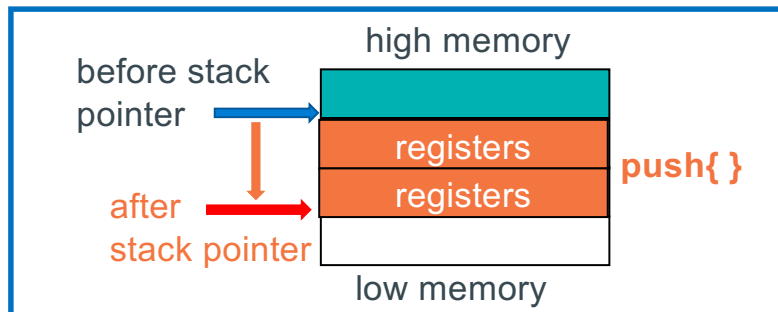 high memory
before stack
pointer
registers
push{ }
registers
after
stack pointer
low memory